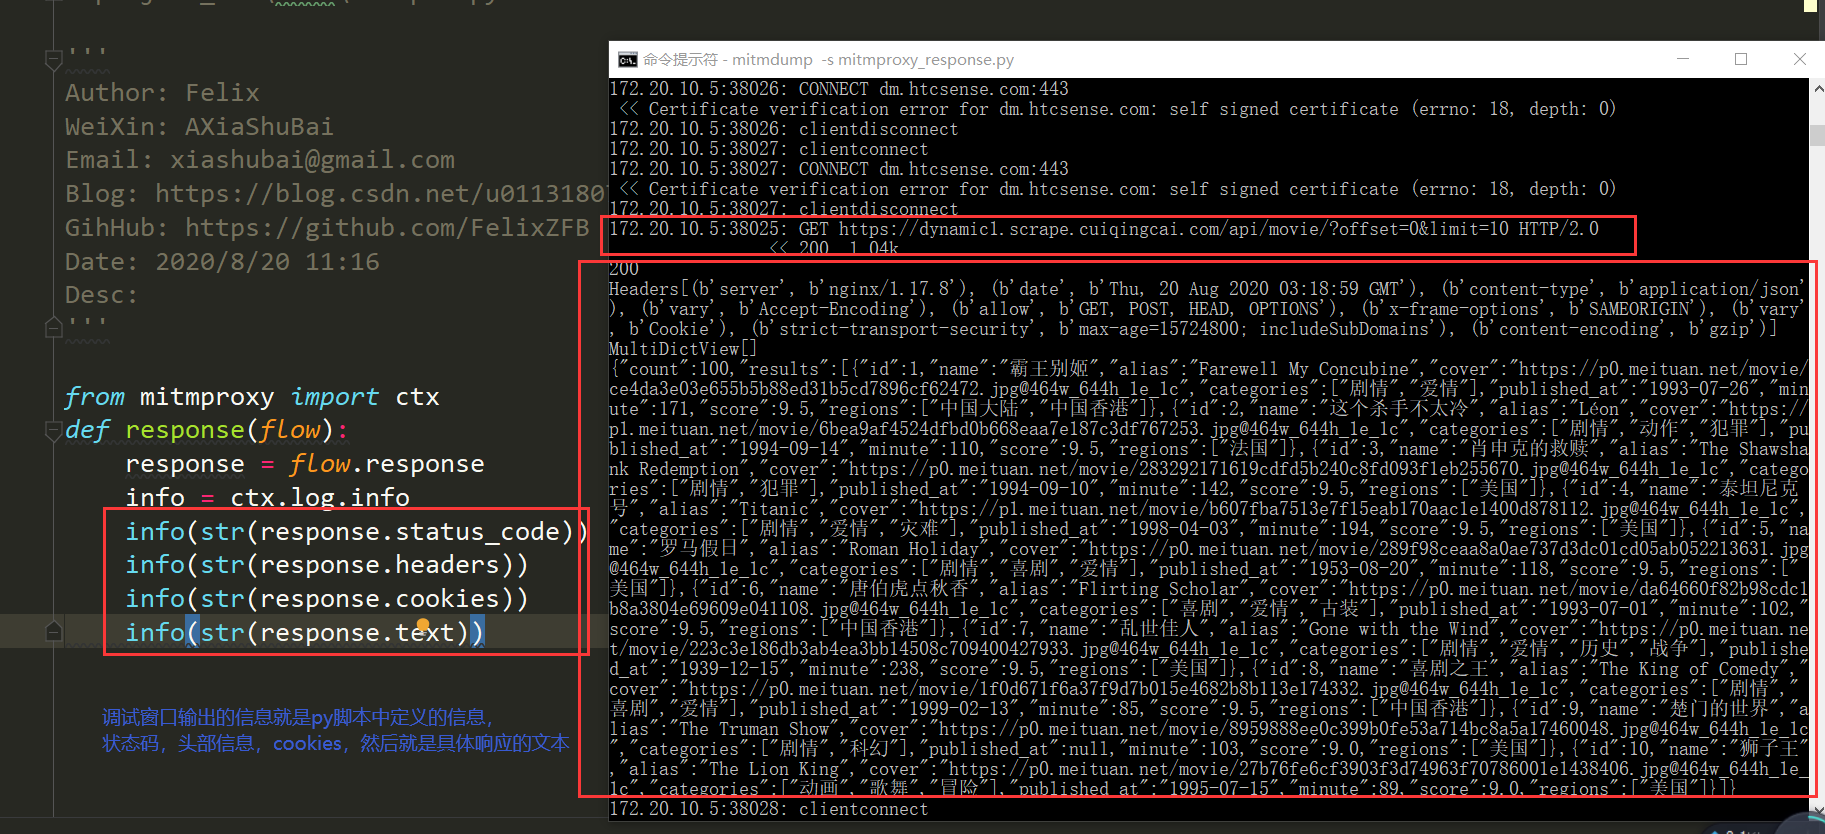 '''
Author: Felix
WeiXin: AXiaShuBai
Email: xiashubai@gmail.com
Blog: https://blog.csdn.net/u0113180
GihHub: https://github.com/FelixZFB
Date: 2020/8/20 11:16
Desc:
'''
from mitmproxy import ctx
def response(flow):
response = flow.response
info = ctx.log.info
info(str(response.status_code))
info(str(response.headers))
info(str(response.cookies))
info(str(response.text))
调试窗口输出的信息就是py脚本中定义的信息，
状态码，头部信息，cookies，然后就是具体响应的文本
命令提示符 - mitmdump  -s mitmproxy_response.py
172.20.10.5:38026: CONNECT dm.htcsense.com:443
<< Certificate verification error for dm.htcsense.com: self signed certificate (errno: 18, depth: 0)
172.20.10.5:38026: clientdisconnect
172.20.10.5:38027: clientconnect
172.20.10.5:38027: CONNECT dm.htcsense.com:443
<< Certificate verification error for dm.htcsense.com: self signed certificate (errno: 18, depth: 0)
172.20.10.5:38027: clientdisconnect
172.20.10.5:38025: GET https://dynamic1.scrape.cuiqingcai.com/api/movie/?offset=0&limit=10 HTTP/2.0
<< 200  1.04k
200
Headers[(b'server', b'nginx/1.17.8'), (b'date', b'Thu, 20 Aug 2020 03:18:59 GMT'), (b'content-type', b'application/json'
), (b'vary', b'Accept-Encoding'), (b'allow', b'GET, POST, HEAD, OPTIONS'), (b'x-frame-options', b'SAMEORIGIN'), (b'vary'
, b'Cookie'), (b'strict-transport-security', b'max-age=15724800; includeSubDomains'), (b'content-encoding', b'gzip')]
MultiDictView[]
{"count":100,"results":[{"id":1,"name":"霸王别姬","alias":"Farewell My Concubine","cover":"https://p0.meituan.net/movie/
ce4da3e03e655b5b88ed31b5cd7896cf62472.jpg@464w_644h_1e_1c","categories":["剧情","爱情"],"published_at":"1993-07-26","min
ute":171,"score":9.5,"regions":["中国大陆","中国香港"]},{"id":2,"name":"这个杀手不太冷","alias":"Léon","cover":"https://
p1.meituan.net/movie/6bea9af4524dfbd0b668eaa7e187c3df767253.jpg@464w_644h_1e_1c","categories":["剧情","动作","犯罪"],"pu
blished_at":"1994-09-14","minute":110,"score":9.5,"regions":["法国"]},{"id":3,"name":"肖申克的救赎","alias":"The Shawsha
nk Redemption","cover":"https://p0.meituan.net/movie/283292171619cdfd5b240c8fd093f1eb255670.jpg@464w_644h_1e_1c","catego
ries":["剧情","犯罪"],"published_at":"1994-09-10","minute":142,"score":9.5,"regions":["美国"]},{"id":4,"name":"泰坦尼克
号","alias":"Titanic","cover":"https://p1.meituan.net/movie/b607fba7513e7f15eab170aac1e1400d878112.jpg@464w_644h_1e_1c",
"categories":["剧情","爱情","灾难"],"published_at":"1998-04-03","minute":194,"score":9.5,"regions":["美国"]},{"id":5,"na
me":"罗马假日","alias":"Roman Holiday","cover":"https://p0.meituan.net/movie/289f98ceaa8a0ae737d3dc01cd05ab052213631.jpg
@464w_644h_1e_1c","categories":["剧情","喜剧","爱情"],"published_at":"1953-08-20","minute":118,"score":9.5,"regions":["
美国"]},{"id":6,"name":"唐伯虎点秋香","alias":"Flirting Scholar","cover":"https://p0.meituan.net/movie/da64660f82b98cdc1
b8a3804e69609e041108.jpg@464w_644h_1e_1c","categories":["喜剧","爱情","古装"],"published_at":"1993-07-01","minute":102,"
score":9.5,"regions":["中国香港"]},{"id":7,"name":"乱世佳人","alias":"Gone with the Wind","cover":"https://p0.meituan.ne
t/movie/223c3e186db3ab4ea3bb14508c709400427933.jpg@464w_644h_1e_1c","categories":["剧情","爱情","历史","战争"],"publishe
d_at":"1939-12-15","minute":238,"score":9.5,"regions":["美国"]},{"id":8,"name":"喜剧之王","alias":"The King of Comedy","
cover":"https://p0.meituan.net/movie/1f0d671f6a37f9d7b015e4682b8b113e174332.jpg@464w_644h_1e_1c","categories":["剧情","
喜剧","爱情"],"published_at":"1999-02-13","minute":85,"score":9.5,"regions":["中国香港"]},{"id":9,"name":"楚门的世界","a
lias":"The Truman Show","cover":"https://p0.meituan.net/movie/8959888ee0c399b0fe53a714bc8a5a17460048.jpg@464w_644h_1e_1c
","categories":["剧情","科幻"],"published_at":null,"minute":103,"score":9.0,"regions":["美国"]},{"id":10,"name":"狮子王"
,"alias":"The Lion King","cover":"https://p0.meituan.net/movie/27b76fe6cf3903f3d74963f70786001e1438406.jpg@464w_644h_1e_
1c","categories":["动画","歌舞","冒险"],"published_at":"1995-07-15","minute":89,"score":9.0,"regions":["美国"]}]}
172.20.10.5:38028: clientconnect